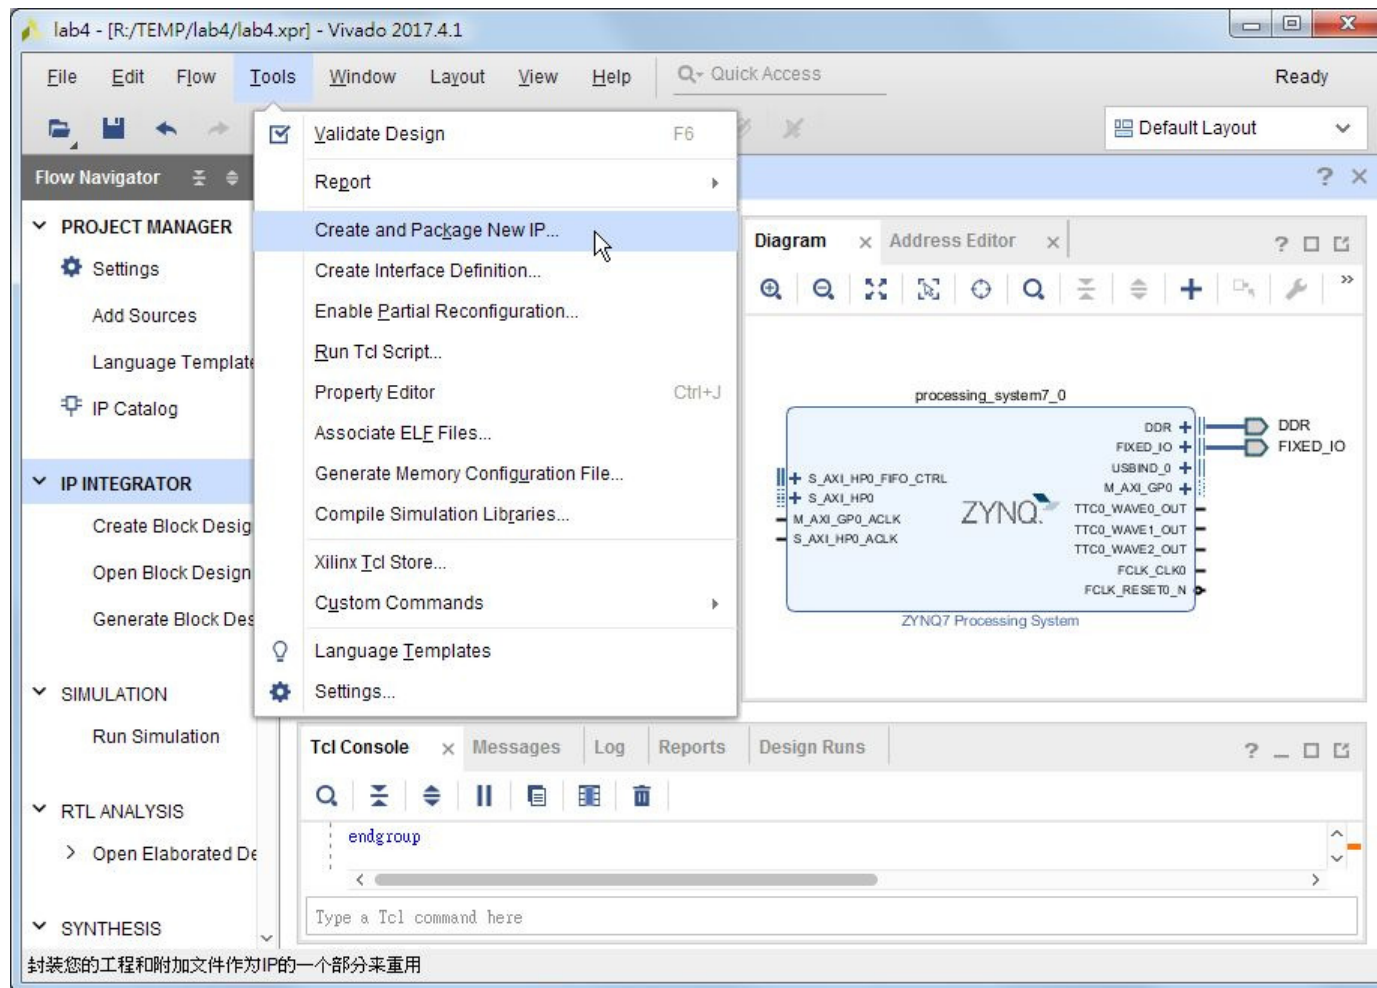 lab4 - [R:/TEMP/lab4/lab4.xpr] - Vivado 2017.4.1
File Edit Flow Tools Window Layout View Help Quick Access Ready
Default Layout
Flow Navigator
PROJECT MANAGER
Settings
Add Sources
Language Template
IP Catalog
IP INTEGRATOR
Create Block Desig
Open Block Design
Generate Block Des
SIMULATION
Run Simulation
RTL ANALYSIS
Open Elaborated De
SYNTHESIS
Validate Design F6
Report
Create and Package New IP...
Create Interface Definition...
Enable Partial Reconfiguration...
Run Tcl Script...
Property Editor Ctrl+J
Associate ELF Files...
Generate Memory Configuration File...
Compile Simulation Libraries...
Xilinx Tcl Store...
Custom Commands
Language Templates
Settings...
Diagram Address Editor
processing_system7_0
S_AXI_HP0_FIFO_CTRL
S_AXI_HP0
M_AXI_GP0_ACLK
S_AXI_HP0_ACLK
ZYNQ
DDR
FIXED_IO
USBIND_0
M_AXI_GP0
TTC0_WAVE0_OUT
TTC0_WAVE1_OUT
TTC0_WAVE2_OUT
FCLK_CLK0
FCLK_RESET0_N
DDR
FIXED_IO
ZYNQ7 Processing System
Tcl Console Messages Log Reports Design Runs
endgroup
Type a Tcl command here
封装您的工程和附加文件作为IP的一个部分来重用